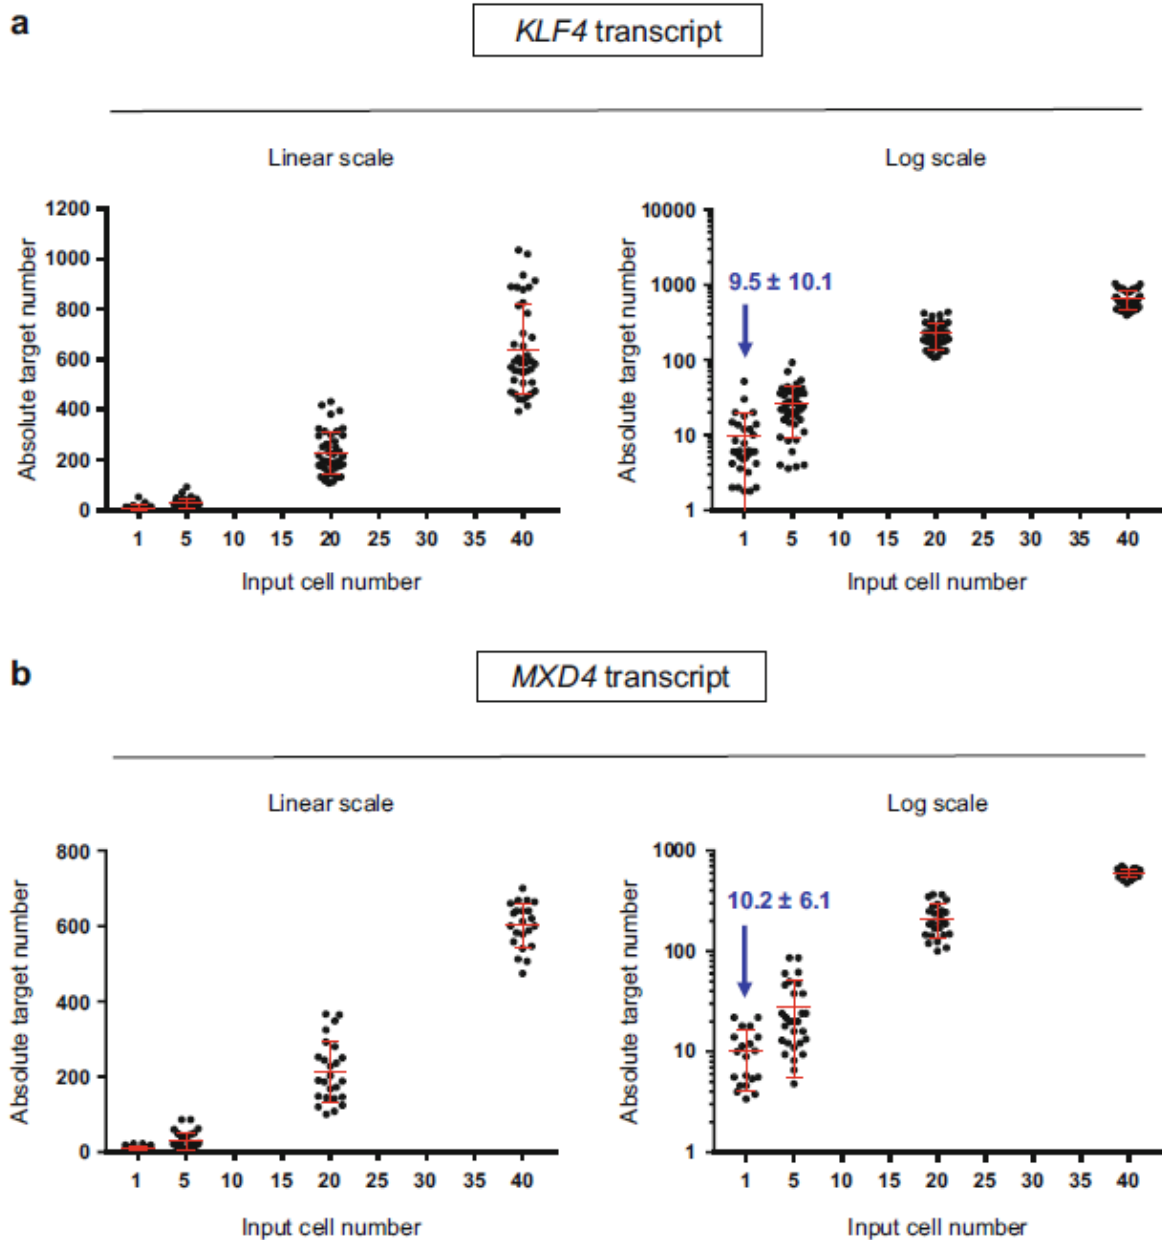 a
KLF4 transcript
Linear scale
Log scale
Absolute target number
1200
1000
800
600
400
200
0
1 5 10 15 20 25 30 35 40
Input cell number
Absolute target number
10000
1000
100
10
1
9.5 ± 10.1
1 5 10 15 20 25 30 35 40
Input cell number
b
MXD4 transcript
Linear scale
Log scale
Absolute target number
800
600
400
200
0
1 5 10 15 20 25 30 35 40
Input cell number
Absolute target number
1000
100
10
1
10.2 ± 6.1
1 5 10 15 20 25 30 35 40
Input cell number